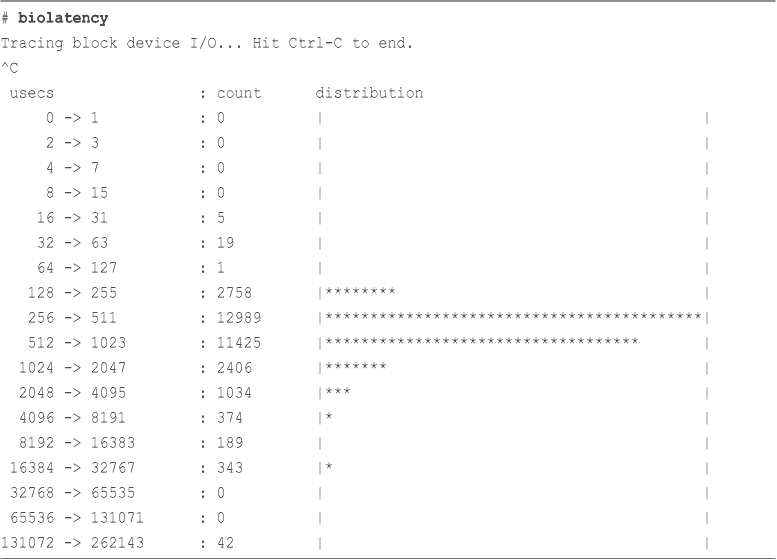 # biolatency
Tracing block device I/O... Hit Ctrl-C to end.
^C
 usecs               : count     distribution
     0 -> 1          : 0        |                                          |
     2 -> 3          : 0        |                                          |
     4 -> 7          : 0        |                                          |
     8 -> 15         : 0        |                                          |
    16 -> 31         : 5        |                                          |
    32 -> 63         : 19       |                                          |
    64 -> 127        : 1        |                                          |
   128 -> 255        : 2758     |********                                  |
   256 -> 511        : 12989    |******************************************|
   512 -> 1023       : 11425    |***********************************       |
  1024 -> 2047       : 2406     |*******                                   |
  2048 -> 4095       : 1034     |***                                       |
  4096 -> 8191       : 374      |*                                         |
  8192 -> 16383      : 189      |                                          |
 16384 -> 32767      : 343      |*                                         |
 32768 -> 65535      : 0        |                                          |
 65536 -> 131071     : 0        |                                          |
131072 -> 262143     : 42       |                                          |